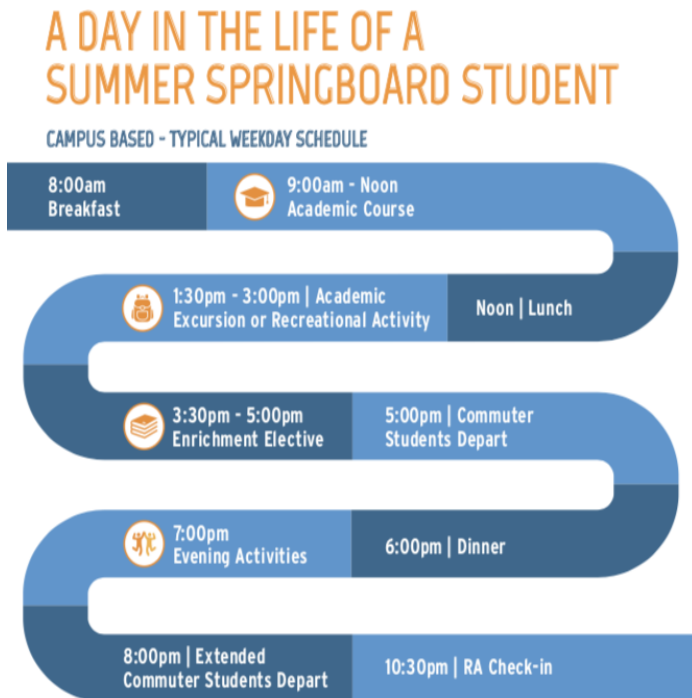 A DAY IN THE LIFE OF A
SUMMER SPRINGBOARD STUDENT
CAMPUS BASED - TYPICAL WEEKDAY SCHEDULE
8:00am
Breakfast
9:00am - Noon
Academic Course
Noon | Lunch
1:30pm - 3:00pm | Academic
Excursion or Recreational Activity
3:30pm - 5:00pm
Enrichment Elective
5:00pm | Commuter
Students Depart
6:00pm | Dinner
7:00pm
Evening Activities
8:00pm | Extended
Commuter Students Depart
10:30pm | RA Check-in